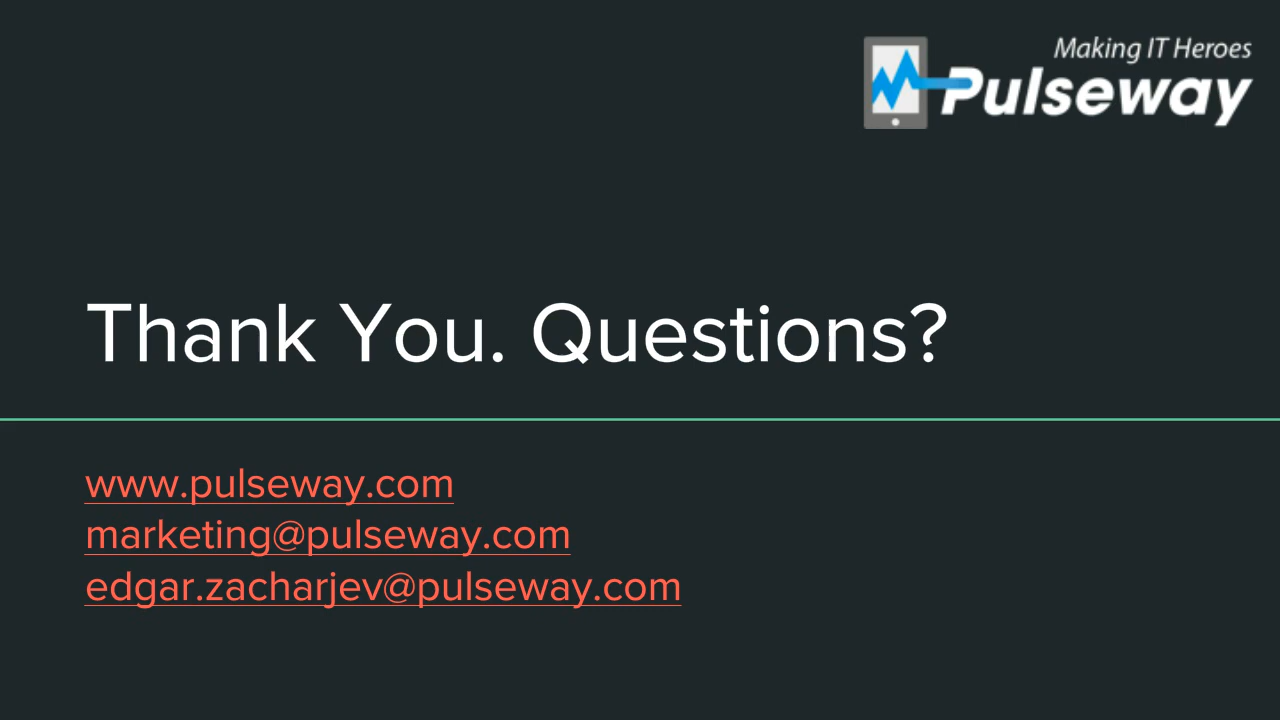 Making IT Heroes
Pulseway
Thank You. Questions?
www.pulseway.com
marketing@pulseway.com
edgar.zacharjev@pulseway.com